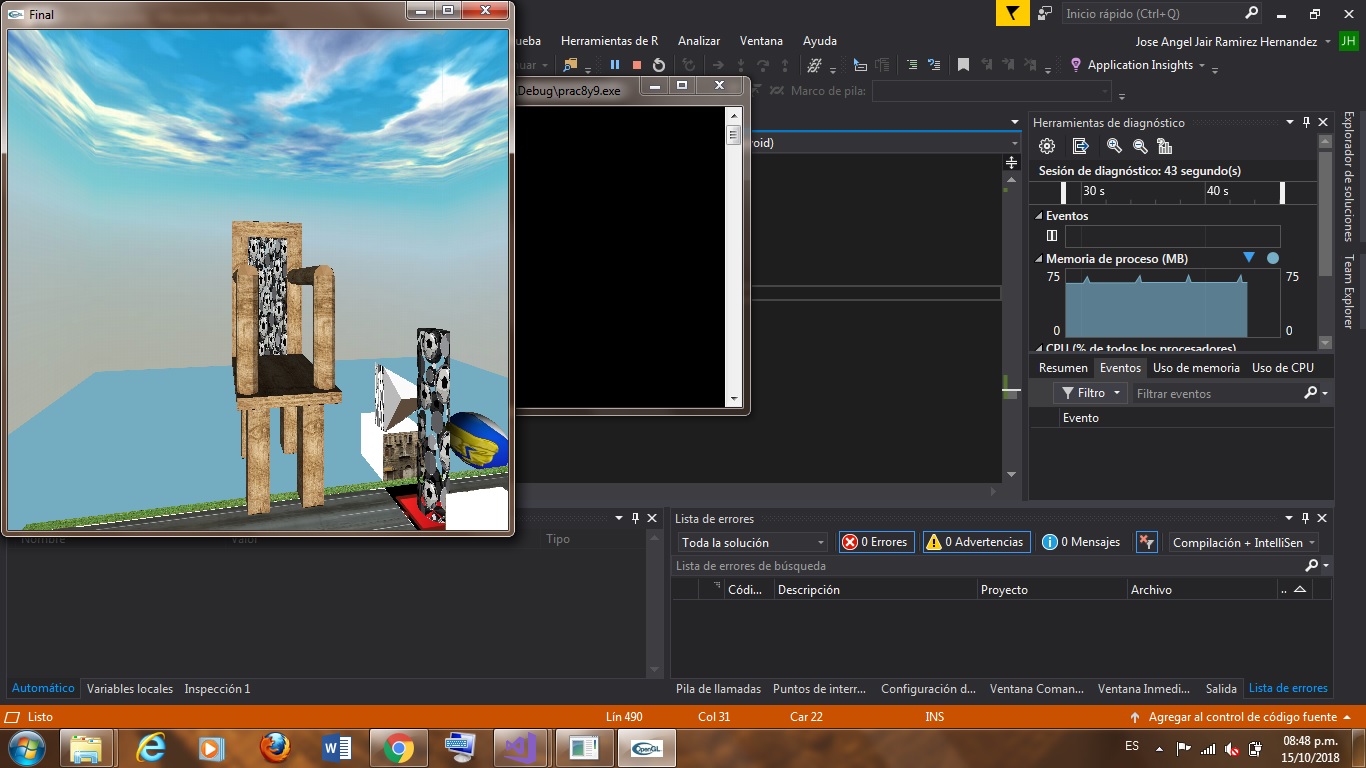 Final
Inicio rápido (Ctrl+Q)
ueba Herramientas de R Analizar Ventana Ayuda
Jose Angel Jair Ramirez Hernandez JH
uar
Application Insights
Debug\prac8y9.exe
Marco de pila:
oid)
Herramientas de diagnóstico
Sesión de diagnóstico: 43 segundo(s)
30 s 40 s
Eventos
Memoria de proceso (MB)
75 75
0 0
CPU (% de todos los procesadores)
Resumen Eventos Uso de memoria Uso de CPU
Filtro Filtrar eventos
Evento
Explorador de soluciones
Team Explorer
Nombre Valor Tipo
Lista de errores
Toda la solución 0 Errores 0 Advertencias 0 Mensajes Compilación + IntelliSen
Lista de errores de búsqueda
Códi... Descripción Proyecto Archivo ..
Automático Variables locales Inspección 1
Pila de llamadas Puntos de interr... Configuración d... Ventana Coman... Ventana Inmedi... Salida Lista de errores
Listo Lín 490 Col 31 Car 22 INS Agregar al control de código fuente
OpenGL
ES
08:48 p.m.
15/10/2018